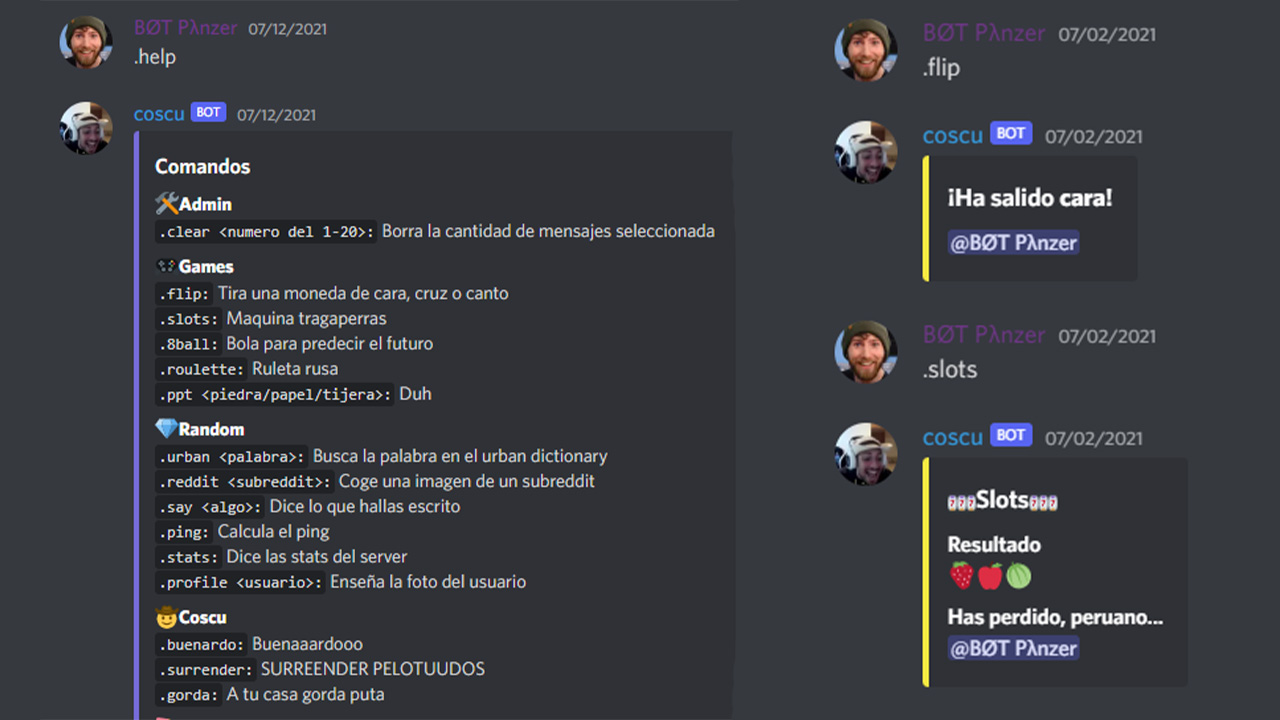 BØT Pλnzer 07/12/2021
.help
coscu BOT 07/12/2021
Comandos
🛠️Admin
.clear <numero del 1-20>: Borra la cantidad de mensajes seleccionada
🎮Games
.flip: Tira una moneda de cara, cruz o canto
.slots: Maquina tragaperras
.8ball: Bola para predecir el futuro
.roulette: Ruleta rusa
.ppt <piedra/papel/tijera>: Duh
💎Random
.urban <palabra>: Busca la palabra en el urban dictionary
.reddit <subreddit>: Coge una imagen de un subreddit
.say <algo>: Dice lo que hallas escrito
.ping: Calcula el ping
.stats: Dice las stats del server
.profile <usuario>: Enseña la foto del usuario
🤠Coscu
.buenardo: Buenaaardooo
.surrender: SURREENDER PELOTUUDOS
.gorda: A tu casa gorda puta
BØT Pλnzer 07/02/2021
.flip
coscu BOT 07/02/2021
¡Ha salido cara!
@BØT Pλnzer
BØT Pλnzer 07/02/2021
.slots
coscu BOT 07/02/2021
🎰🎰🎰Slots🎰🎰🎰
Resultado
🍓🍎🍈
Has perdido, peruano...
@BØT Pλnzer